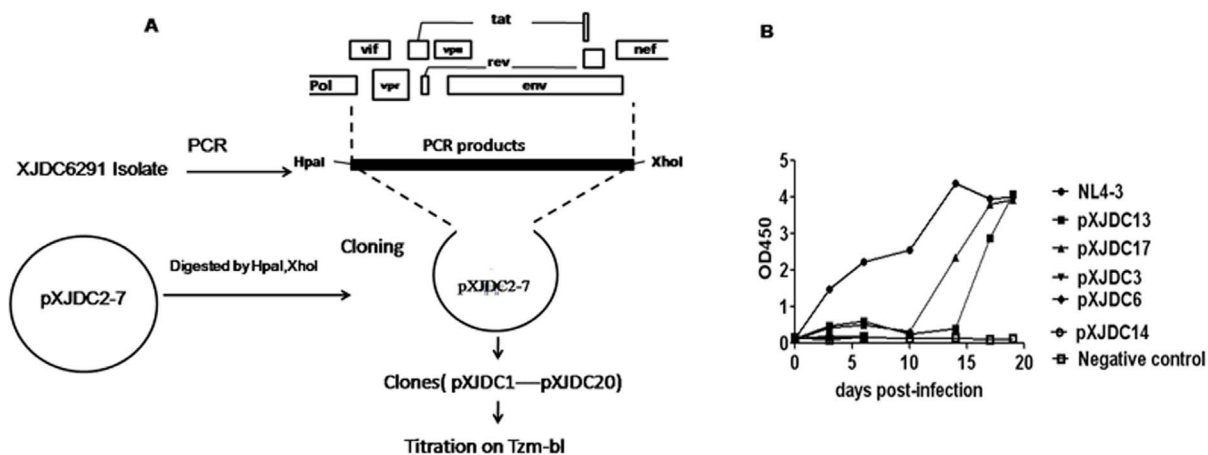 A
tat
vif
vpu
nef
rev
Pol
vpr
env
PCR
XJDC6291 Isolate
HpaI
PCR products
XhoI
Cloning
Digested by HpaI,XhoI
pXJDC2-7
pXJDC2-7
Clones( pXJDC1—pXJDC20)
Titration on Tzm-bl
B
5
4
3
2
1
0
OD450
0
5
10
15
20
days post-infection
NL4-3
pXJDC13
pXJDC17
pXJDC3
pXJDC6
pXJDC14
Negative control